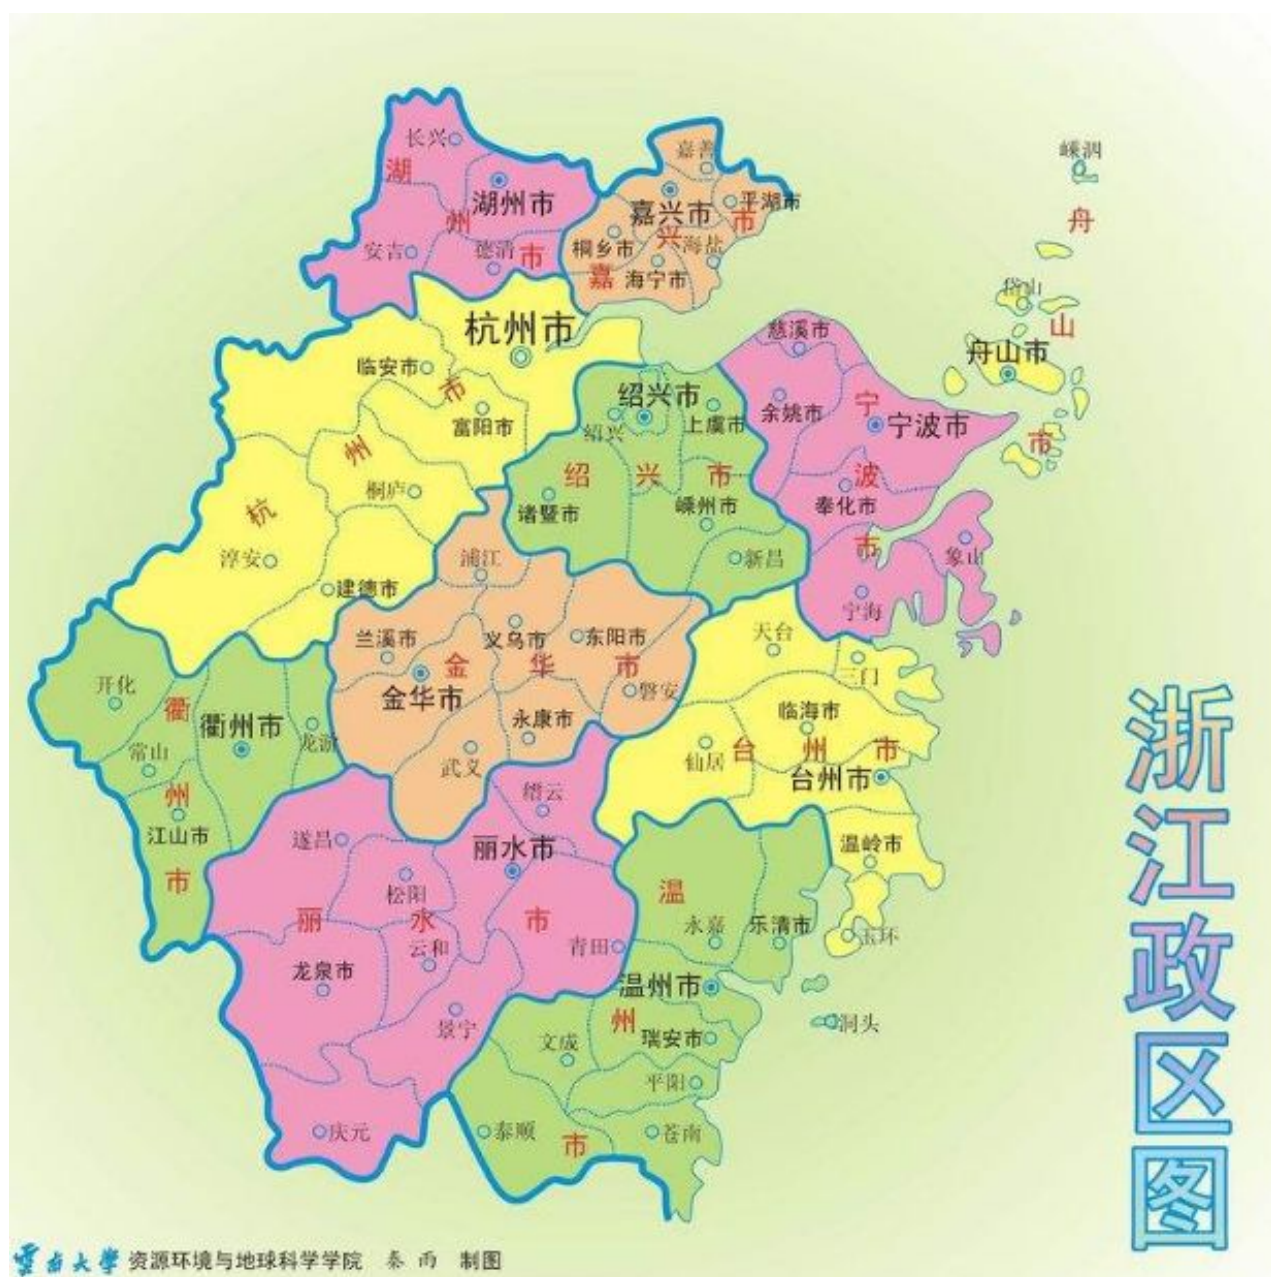 长兴
湖
湖州市
州
安吉
德清
市
嘉善
嘉兴市
平湖市
市
兴
桐乡市
海盐
嘉
海宁市
嵊泗
舟
岱山
山
舟山市
市
杭州市
临安市
市
富阳市
州
桐庐
杭
淳安
建德市
慈溪市
余姚市
宁
宁波市
波
奉化市
市
象山
宁海
绍兴市
绍兴
上虞市
绍
兴
市
诸暨市
嵊州市
新昌
浦江
兰溪市
义乌市
东阳市
金
华
市
金华市
磐安
永康市
武义
天台
三门
临海市
仙居
台
州
市
台州市
温岭市
玉环
开化
衢
衢州市
常山
龙游
州
江山市
市
缙云
遂昌
丽水市
松阳
丽
水
市
云和
青田
龙泉市
景宁
庆元
温
永嘉
乐清市
温州市
州
洞头
瑞安市
文成
平阳
泰顺
市
苍南
浙江政区图
雲南大學 资源环境与地球科学学院 秦雨 制图